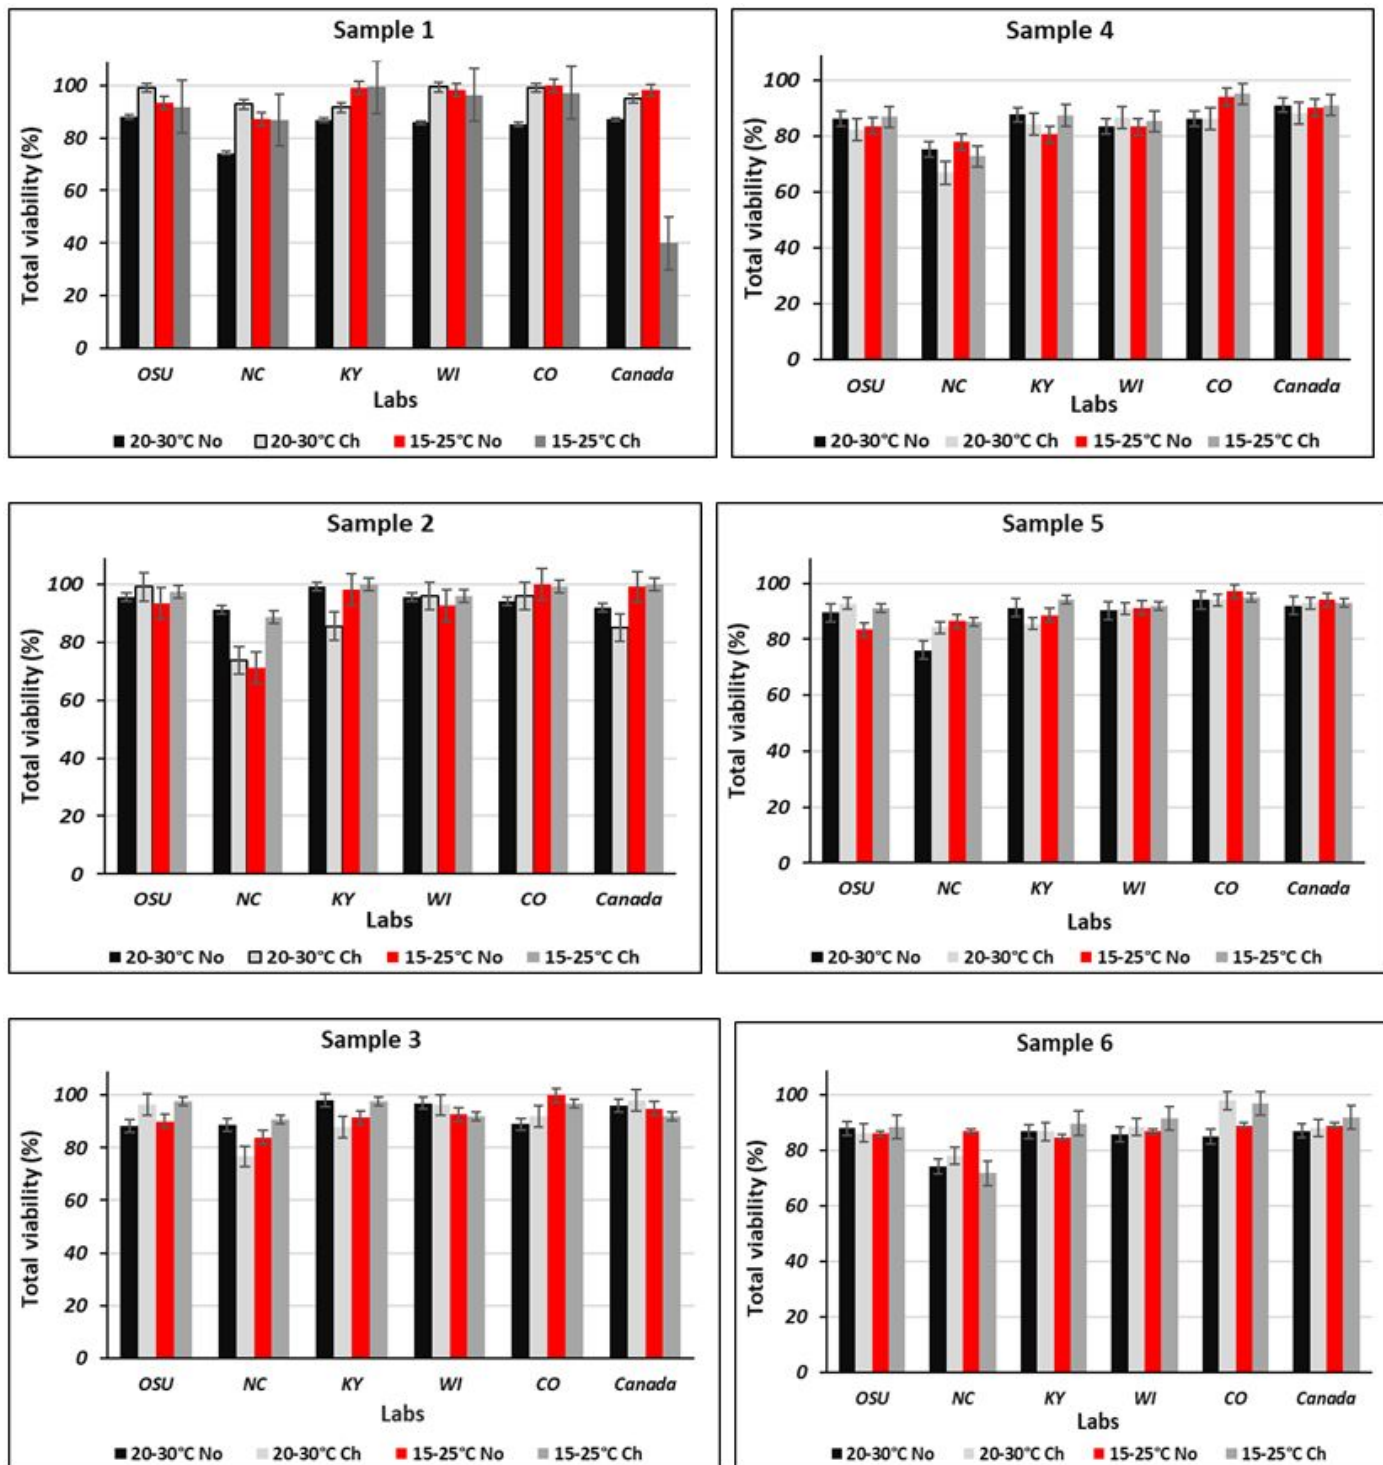 Sample 1
Total viability (%)
100
80
60
40
20
0
OSU NC KY WI CO Canada
Labs
20-30°C No 20-30°C Ch 15-25°C No 15-25°C Ch
Sample 4
Total viability (%)
100
80
60
40
20
0
OSU NC KY WI CO Canada
Labs
20-30°C No 20-30°C Ch 15-25°C No 15-25°C Ch
Sample 2
Total viability (%)
100
80
60
40
20
0
OSU NC KY WI CO Canada
Labs
20-30°C No 20-30°C Ch 15-25°C No 15-25°C Ch
Sample 5
Total viability (%)
100
80
60
40
20
0
OSU NC KY WI CO Canada
Labs
20-30°C No 20-30°C Ch 15-25°C No 15-25°C Ch
Sample 3
Total viability (%)
100
80
60
40
20
0
OSU NC KY WI CO Canada
Labs
20-30°C No 20-30°C Ch 15-25°C No 15-25°C Ch
Sample 6
Total viability (%)
100
80
60
40
20
0
OSU NC KY WI CO Canada
Labs
20-30°C No 20-30°C Ch 15-25°C No 15-25°C Ch